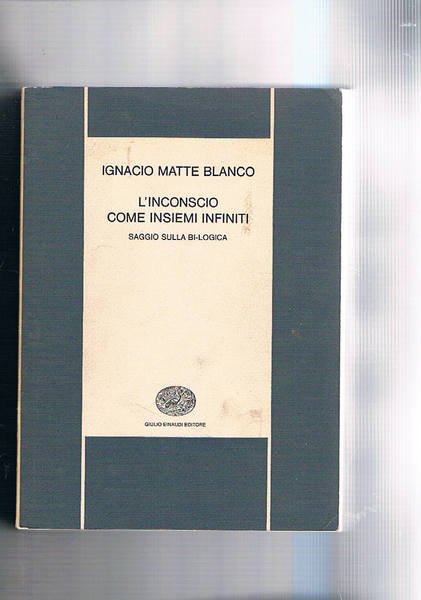 IGNACIO MATTE BLANCO
L'INCONSCIO
COME INSIEMI INFINITI
SAGGIO SULLA BI-LOGICA
GIULIO EINAUDI EDITORE